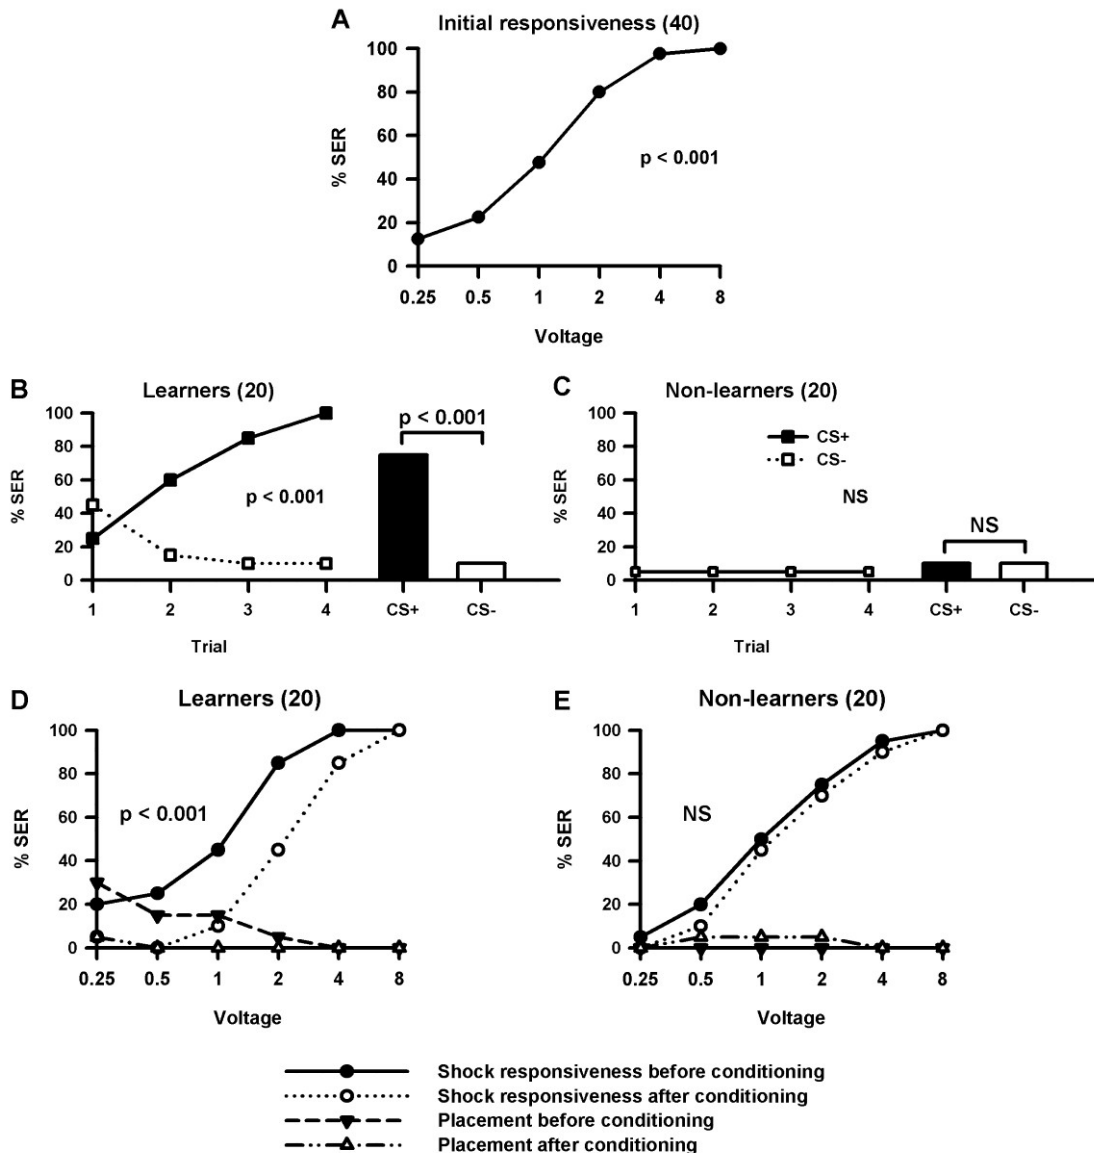 A
Initial responsiveness (40)
100
80
60
40
20
0
% SER
p < 0.001
0.25 0.5 1 2 4 8
Voltage
B
Learners (20)
100
80
60
40
20
0
% SER
p < 0.001
p < 0.001
1 2 3 4 CS+ CS-
Trial
C
Non-learners (20)
100
80
60
40
20
0
% SER
CS+
CS-
NS
NS
1 2 3 4 CS+ CS-
Trial
D
Learners (20)
100
80
60
40
20
0
% SER
p < 0.001
0.25 0.5 1 2 4 8
Voltage
E
Non-learners (20)
100
80
60
40
20
0
% SER
NS
0.25 0.5 1 2 4 8
Voltage
Shock responsiveness before conditioning
Shock responsiveness after conditioning
Placement before conditioning
Placement after conditioning